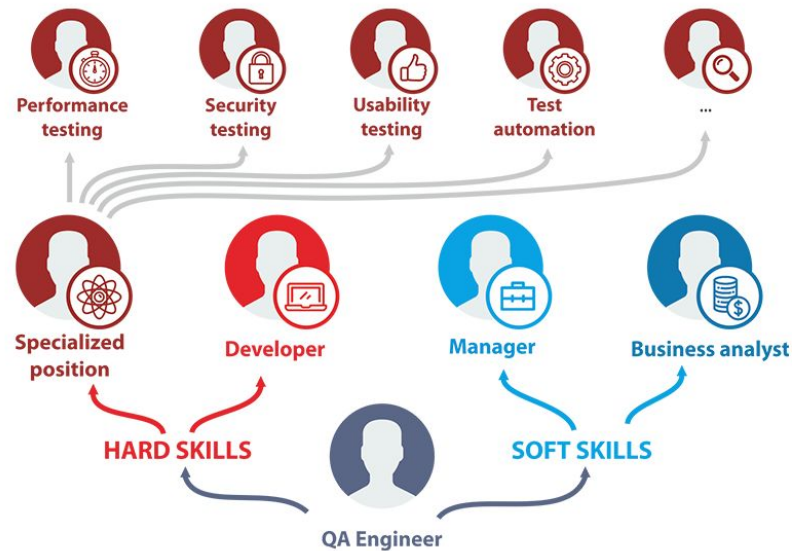 Performance
testing
Security
testing
Usability
testing
Test
automation
...
Specialized
position
Developer
Manager
Business analyst
HARD SKILLS
SOFT SKILLS
QA Engineer